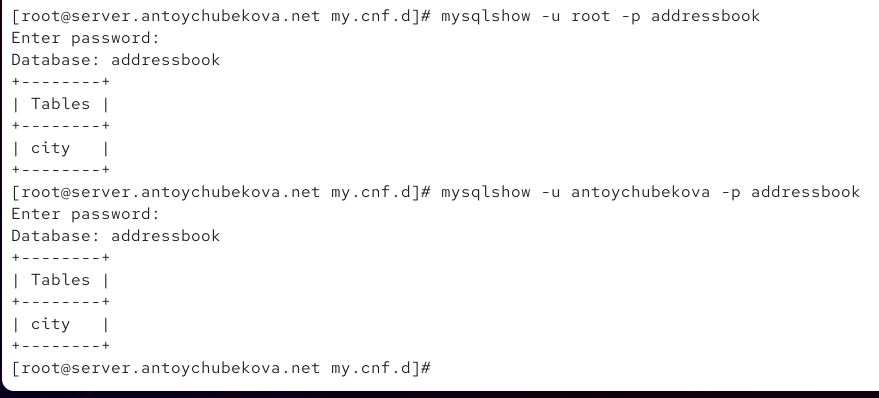 [root@server.antoychubekova.net my.cnf.d]# mysqlshow -u root -p addressbook
Enter password:
Database: addressbook
+--------+
| Tables |
+--------+
| city   |
+--------+
[root@server.antoychubekova.net my.cnf.d]# mysqlshow -u antoychubekova -p addressbook
Enter password:
Database: addressbook
+--------+
| Tables |
+--------+
| city   |
+--------+
[root@server.antoychubekova.net my.cnf.d]#